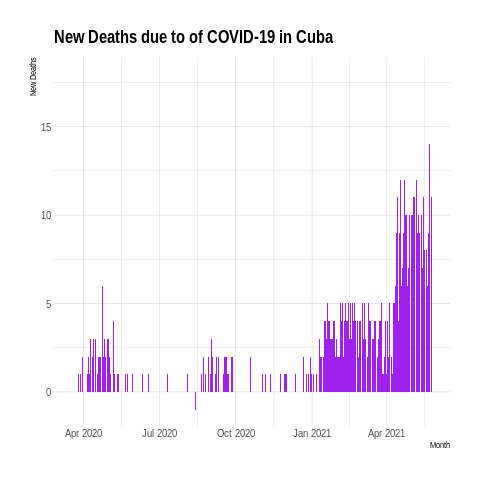 New Deaths due to of COVID-19 in Cuba
New Deaths
15
10
5
0
Apr 2020 Jul 2020 Oct 2020 Jan 2021 Apr 2021
Month